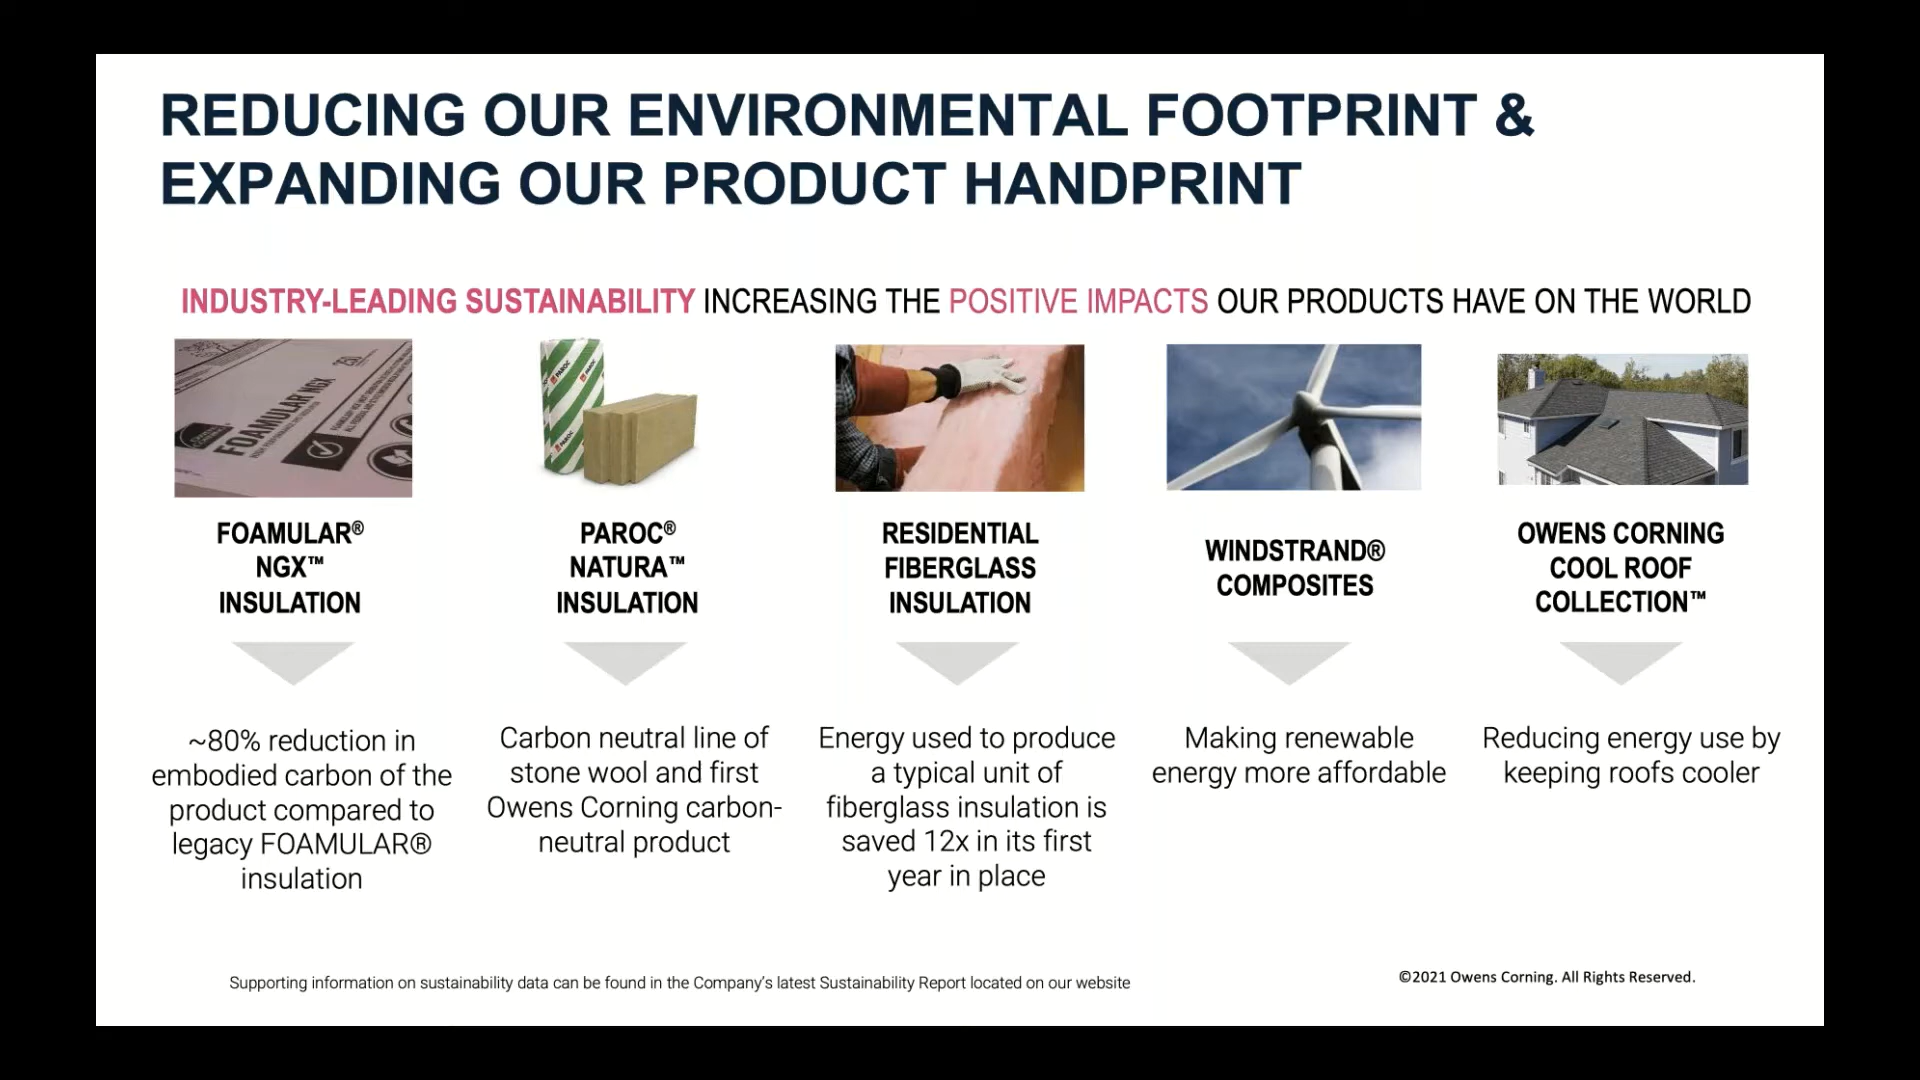 REDUCING OUR ENVIRONMENTAL FOOTPRINT &
EXPANDING OUR PRODUCT HANDPRINT
INDUSTRY-LEADING SUSTAINABILITY INCREASING THE POSITIVE IMPACTS OUR PRODUCTS HAVE ON THE WORLD
250
FOAMULAR NGX
PAROC
PAROC
PAROC
FOAMULAR®
NGX™
INSULATION
PAROC®
NATURA™
INSULATION
RESIDENTIAL
FIBERGLASS
INSULATION
WINDSTRAND®
COMPOSITES
OWENS CORNING
COOL ROOF
COLLECTION™
~80% reduction in
embodied carbon of the
product compared to
legacy FOAMULAR®
insulation
Carbon neutral line of
stone wool and first
Owens Corning carbon-
neutral product
Energy used to produce
a typical unit of
fiberglass insulation is
saved 12x in its first
year in place
Making renewable
energy more affordable
Reducing energy use by
keeping roofs cooler
Supporting information on sustainability data can be found in the Company's latest Sustainability Report located on our website
©2021 Owens Corning. All Rights Reserved.